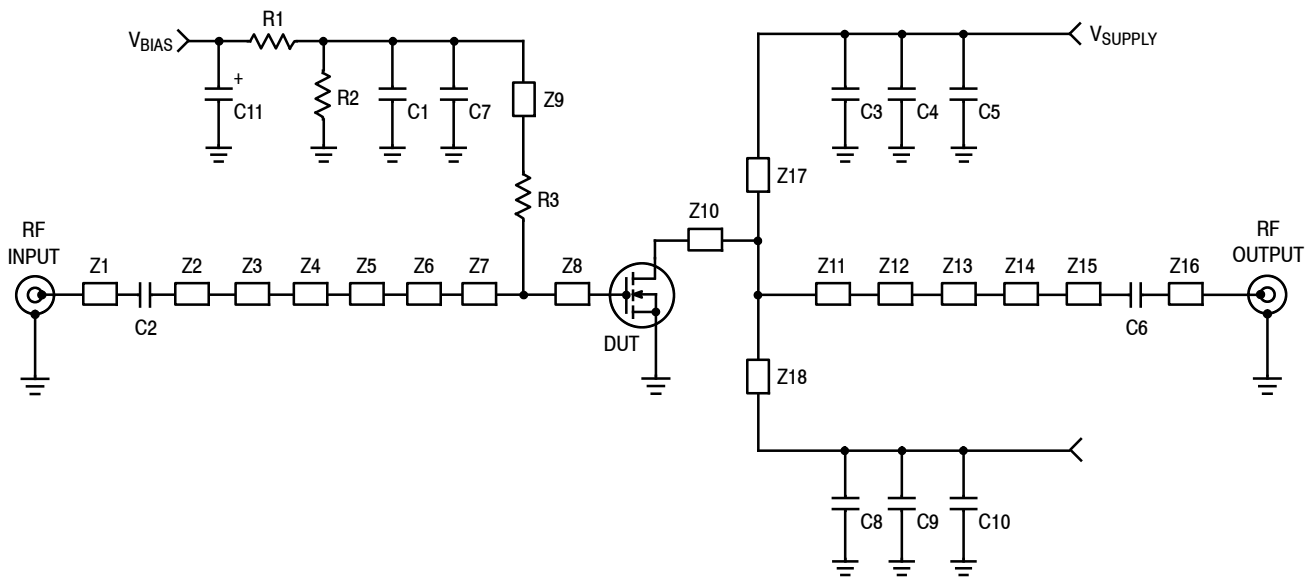 R1
VBIAS
VSUPPLY
+
C11
R2
C1
C7
Z9
C3
C4
C5
R3
Z17
RF
INPUT
Z10
RF
OUTPUT
Z1
Z2
Z3
Z4
Z5
Z6
Z7
Z8
Z11
Z12
Z13
Z14
Z15
Z16
C2
C6
DUT
Z18
C8
C9
C10